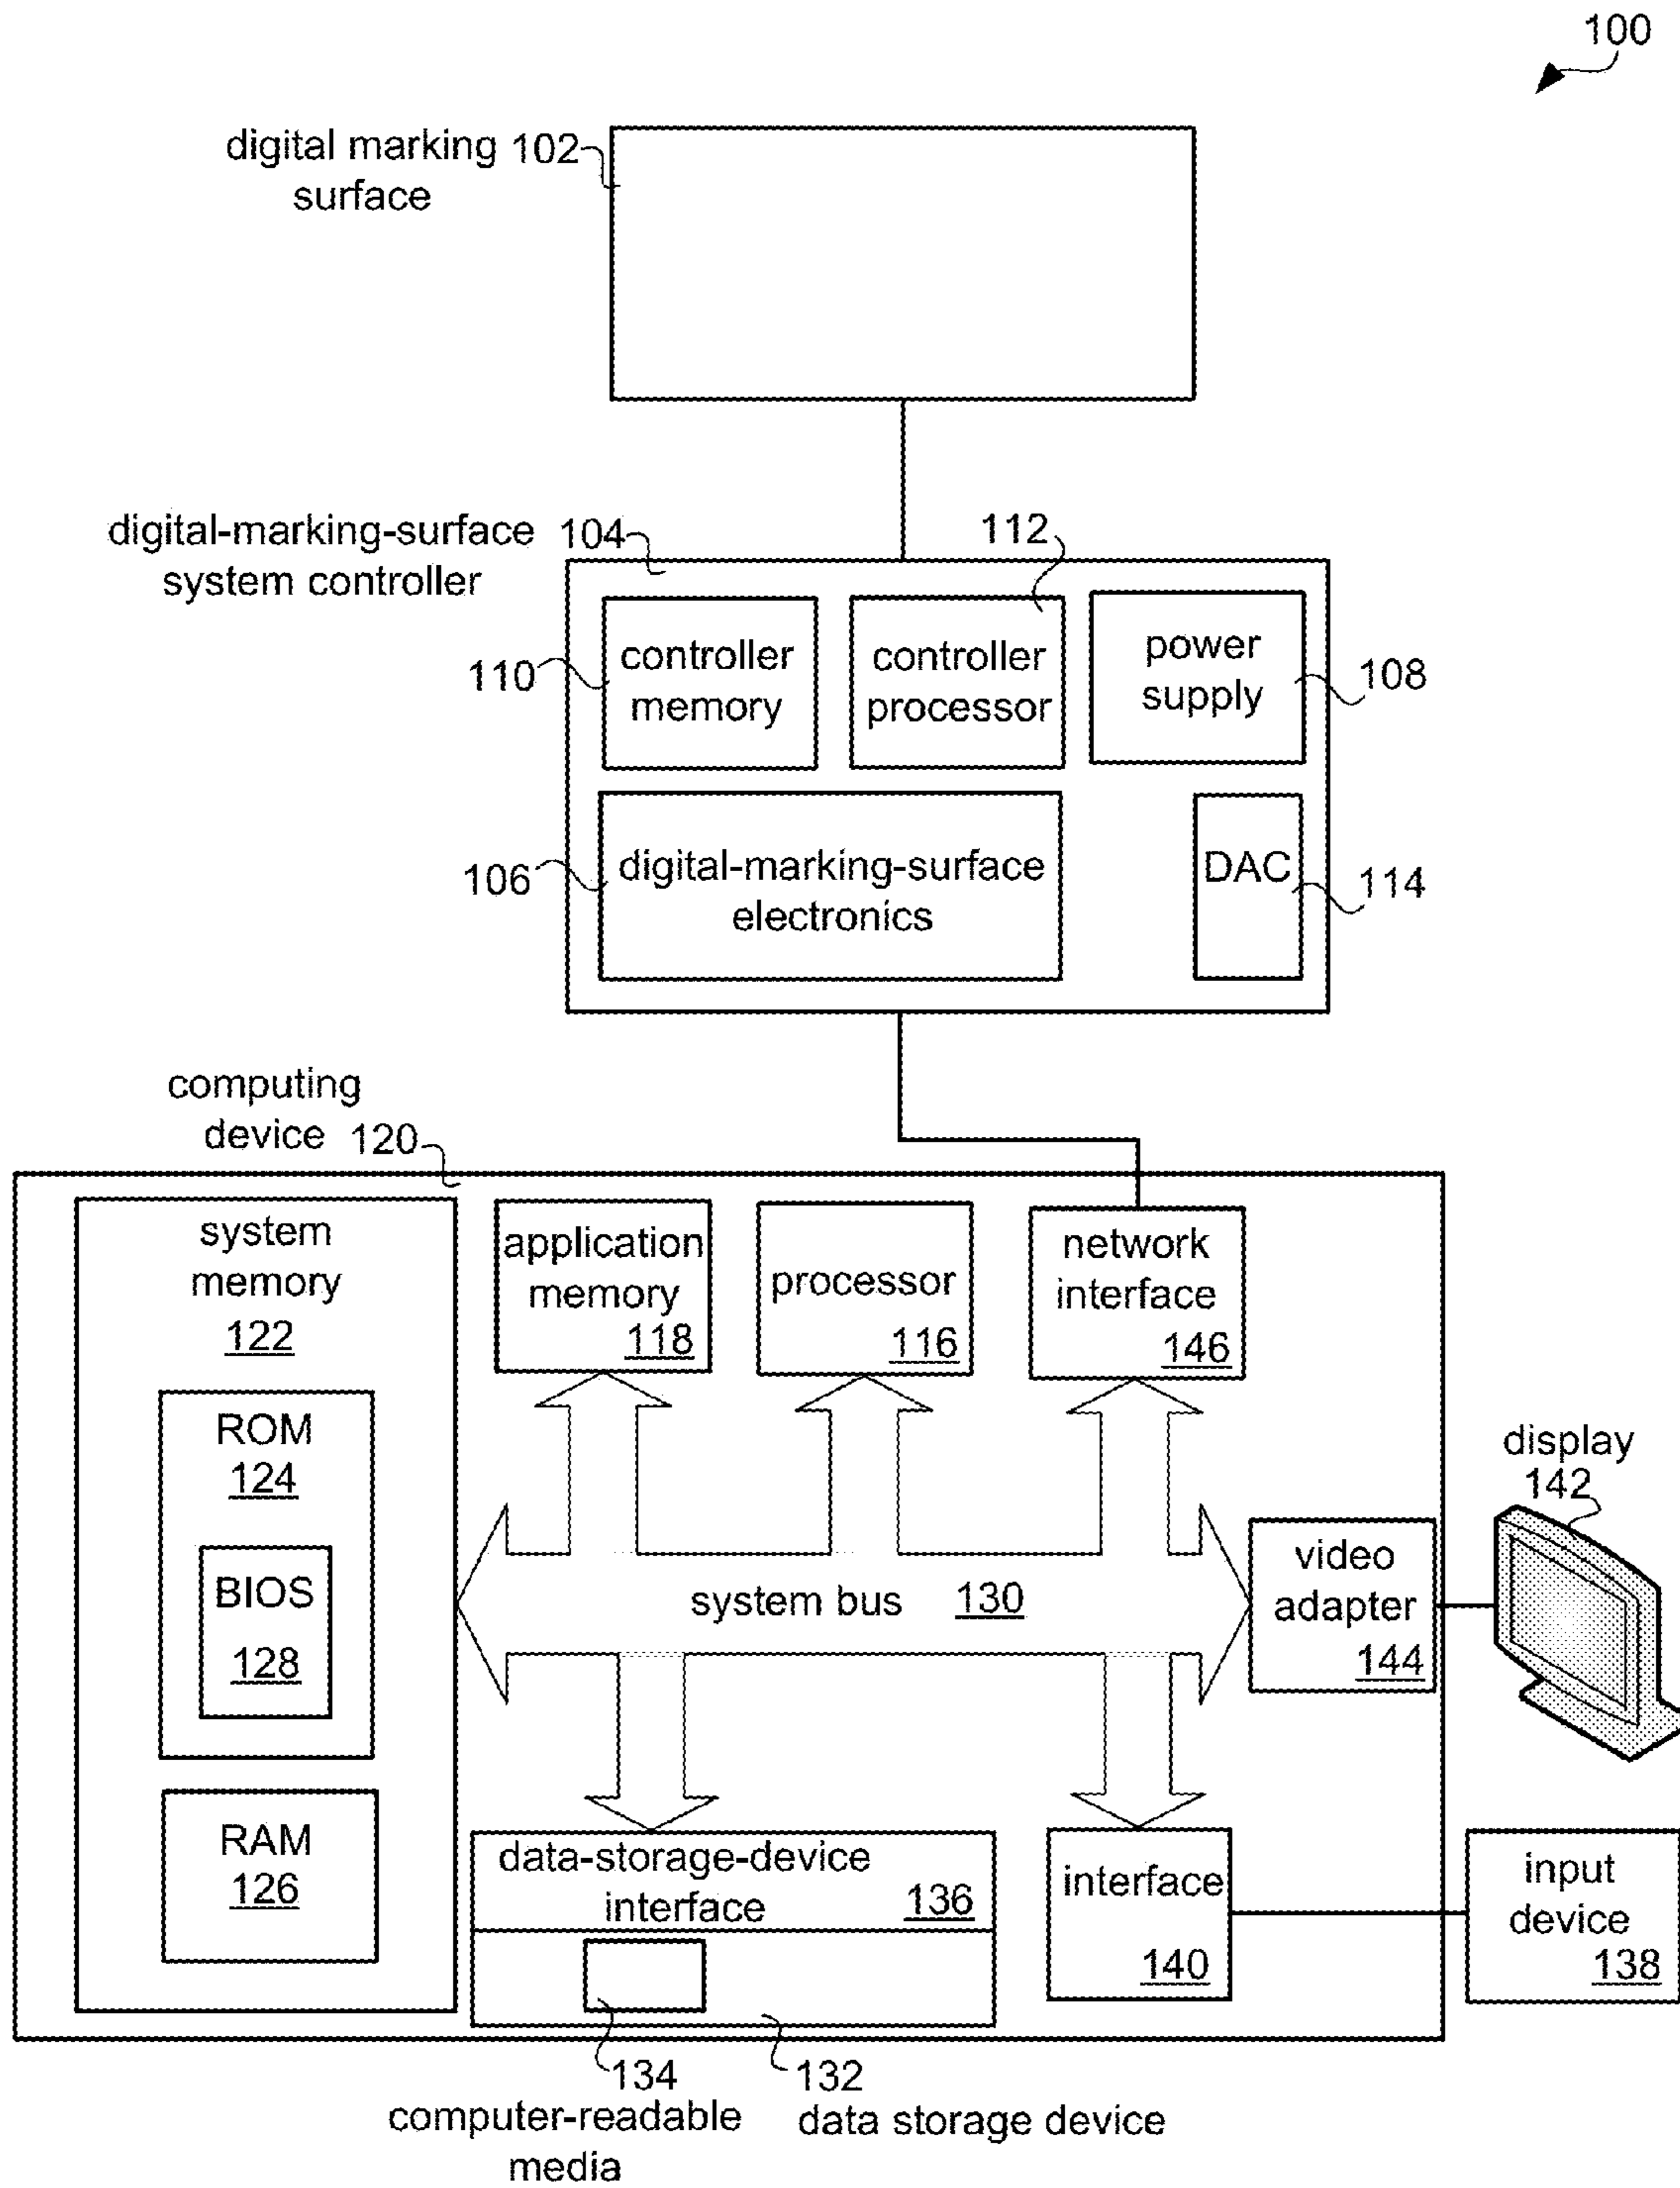 100
digital marking 102
surface
digital-marking-surface 104
system controller
112
controller
memory
110
controller
processor
power
supply
108
106
digital-marking-surface
electronics
DAC
114
computing
device 120
system
memory
122
application
memory
118
processor
116
network
interface
146
ROM
124
BIOS
128
RAM
126
system bus 130
video
adapter
144
display
142
data-storage-device
interface 136
interface
140
input
device
138
134
computer-readable
media
132
data storage device